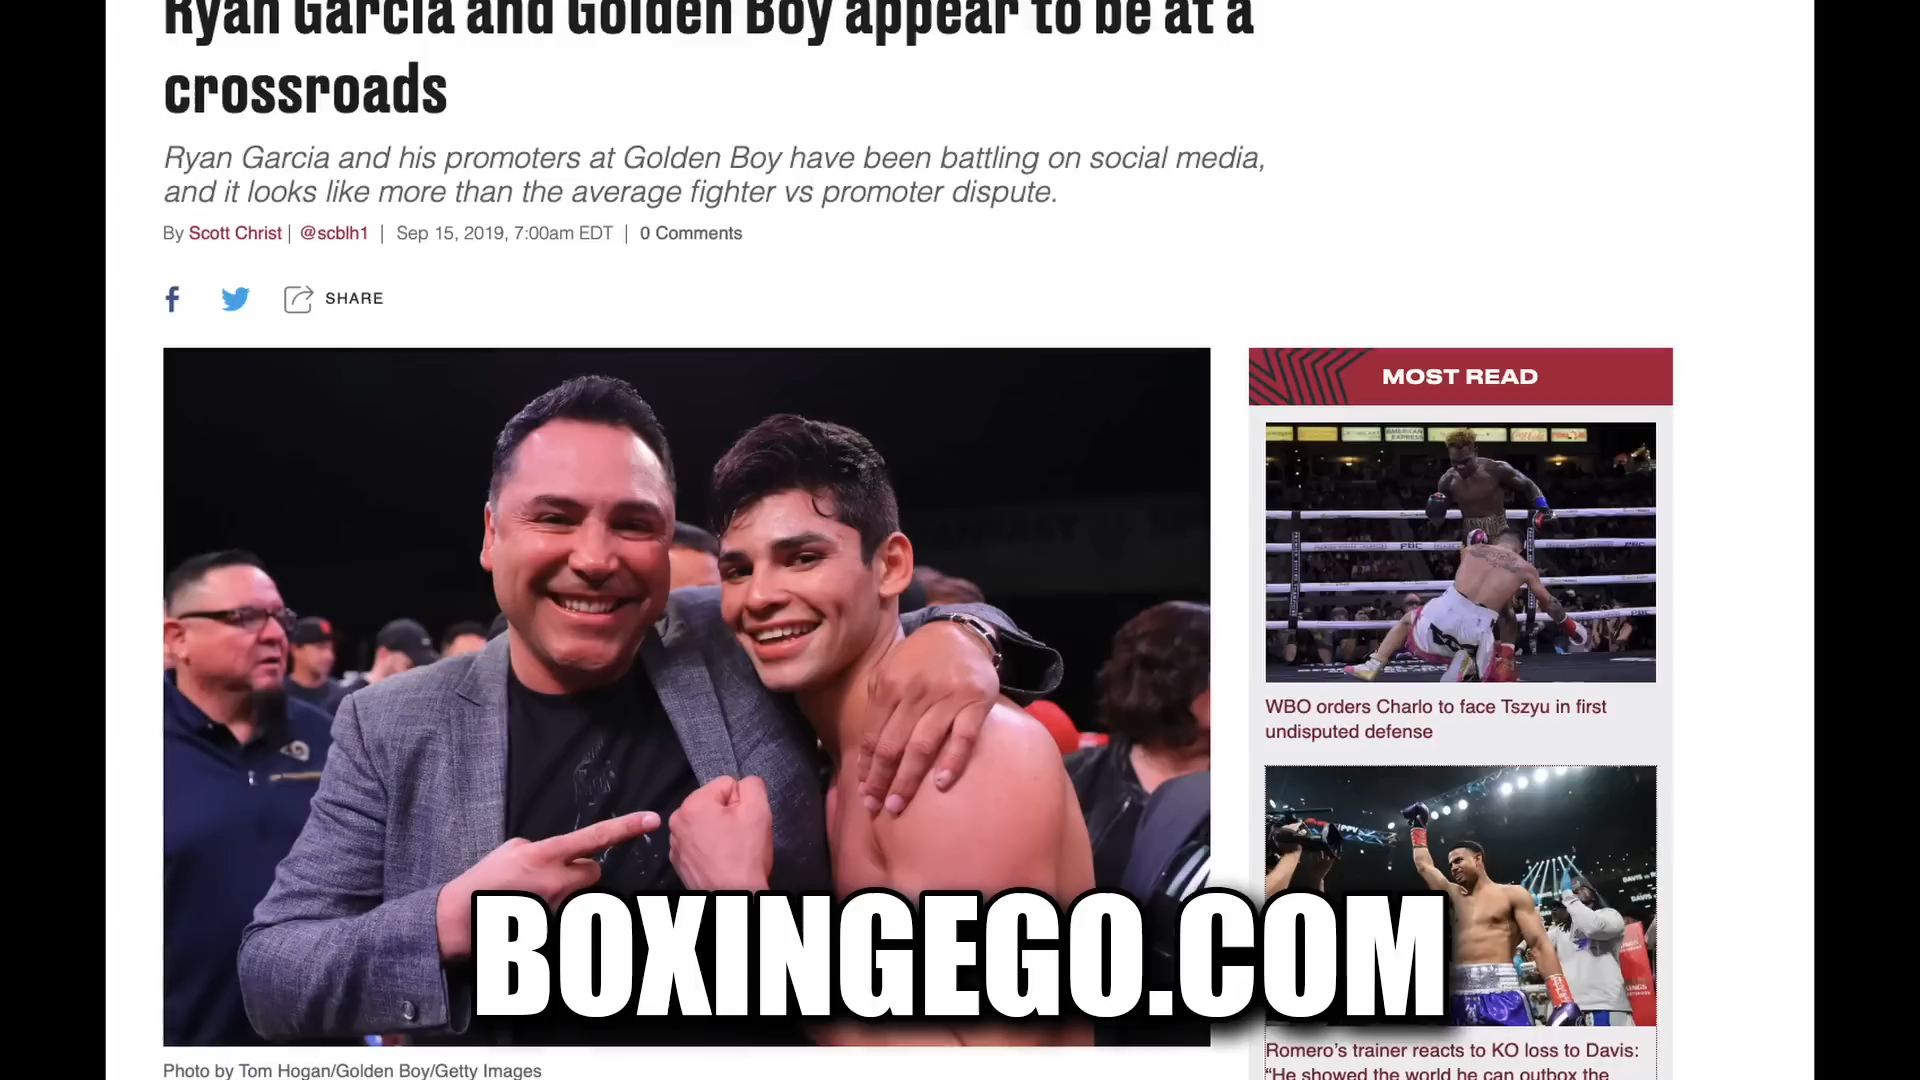 Ryan Garcia and Golden Boy appear to be at a
crossroads
Ryan Garcia and his promoters at Golden Boy have been battling on social media,
and it looks like more than the average fighter vs promoter dispute.
By Scott Christ | @scblh1 | Sep 15, 2019, 7:00am EDT | 0 Comments
SHARE
MOST READ
AMERICAN
EXPRESS
PBC
WBO orders Charlo to face Tszyu in first
undisputed defense
BOXINGEGO.COM
Romero's trainer reacts to KO loss to Davis:
Photo by Tom Hogan/Golden Boy/Getty Images
"He showed the world he can outbox the